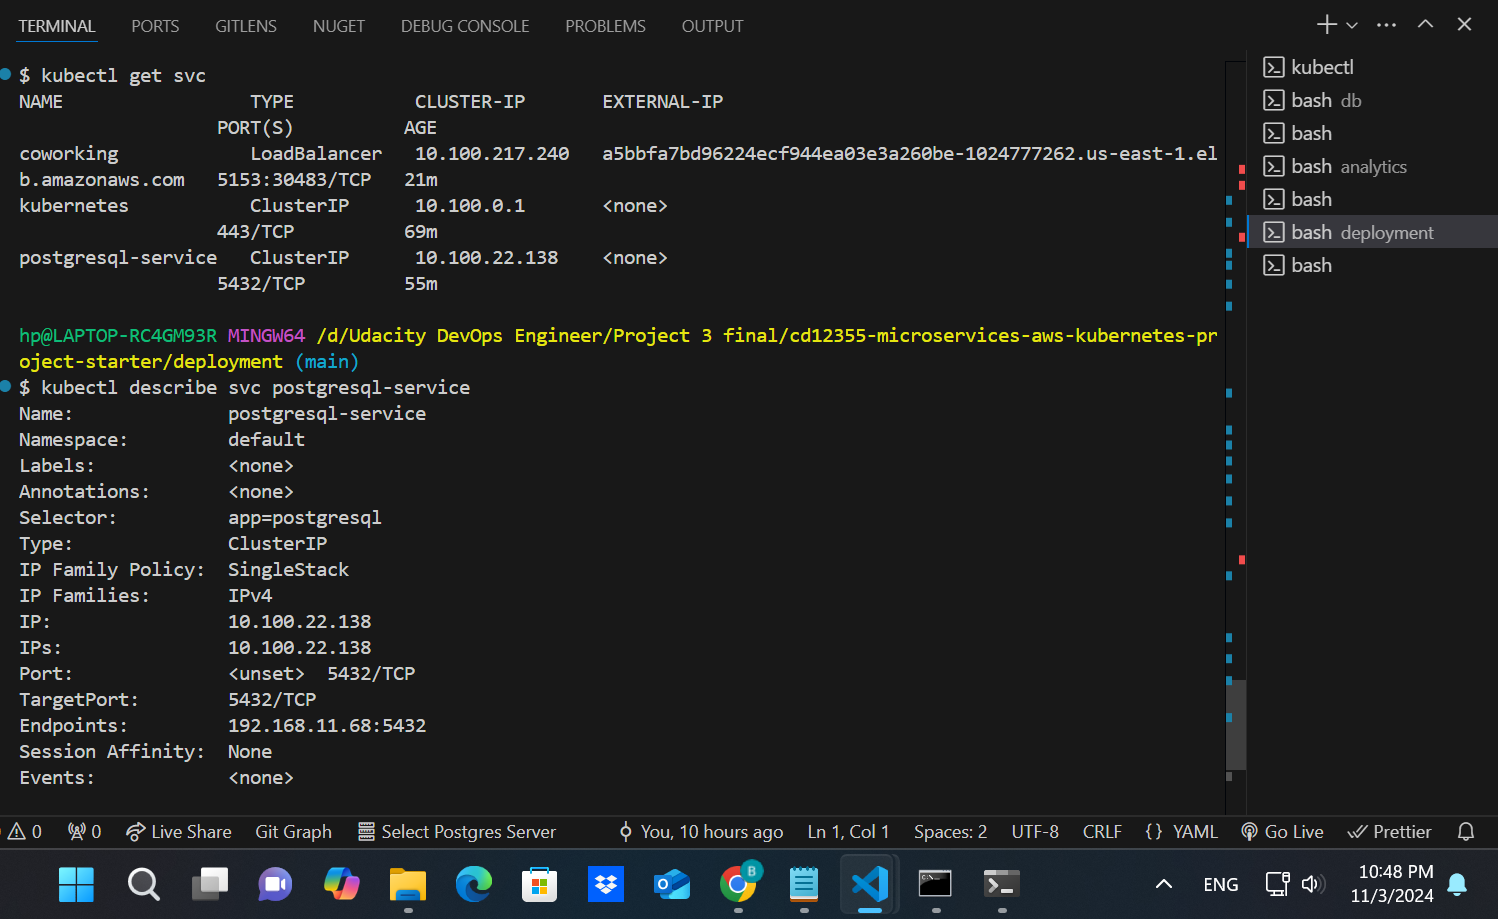 TERMINAL PORTS GITLENS NUGET DEBUG CONSOLE PROBLEMS OUTPUT
$ kubectl get svc
NAME TYPE CLUSTER-IP EXTERNAL-IP
PORT(S) AGE
coworking LoadBalancer 10.100.217.240 a5bbfa7bd96224ecf944ea03e3a260be-1024777262.us-east-1.el
b.amazonaws.com 5153:30483/TCP 21m
kubernetes ClusterIP 10.100.0.1 <none>
443/TCP 69m
postgresql-service ClusterIP 10.100.22.138 <none>
5432/TCP 55m
hp@LAPTOP-RC4GM93R MINGW64 /d/Udacity DevOps Engineer/Project 3 final/cd12355-microservices-aws-kubernetes-pr
oject-starter/deployment (main)
$ kubectl describe svc postgresql-service
Name: postgresql-service
Namespace: default
Labels: <none>
Annotations: <none>
Selector: app=postgresql
Type: ClusterIP
IP Family Policy: SingleStack
IP Families: IPv4
IP: 10.100.22.138
IPs: 10.100.22.138
Port: <unset> 5432/TCP
TargetPort: 5432/TCP
Endpoints: 192.168.11.68:5432
Session Affinity: None
Events: <none>
kubectl
bash db
bash
bash analytics
bash
bash deployment
bash
0 0 Live Share Git Graph Select Postgres Server You, 10 hours ago Ln 1, Col 1 Spaces: 2 UTF-8 CRLF {} YAML Go Live Prettier
B
ENG
10:48 PM
11/3/2024